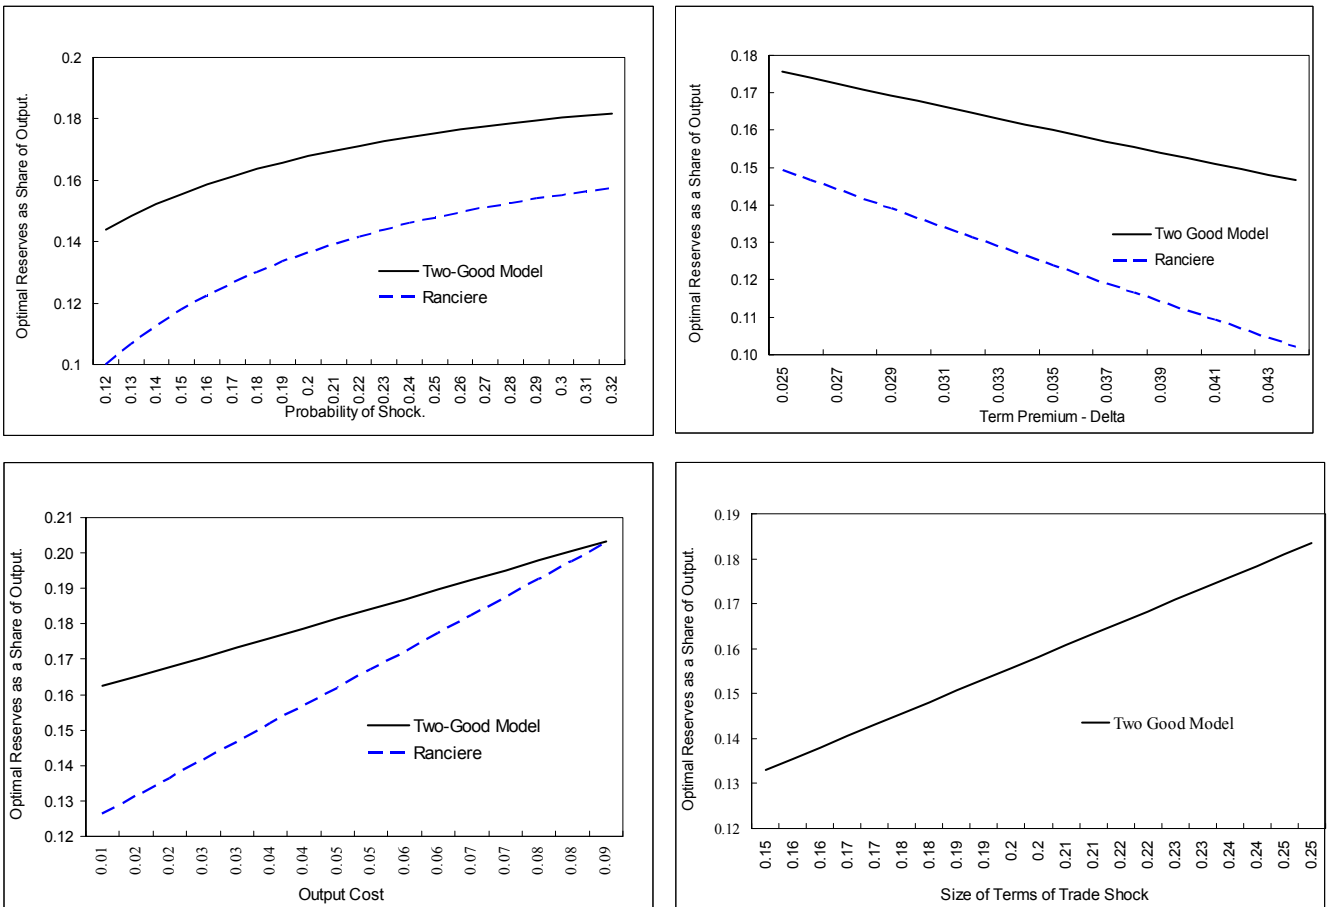 Optimal Reserves as Share of Output.
0.2
0.18
0.16
0.14
0.12
0.1
Two-Good Model
Ranciere
0.12 0.13 0.14 0.15 0.16 0.17 0.18 0.19 0.2 0.21 0.22 0.23 0.24 0.25 0.26 0.27 0.28 0.29 0.3 0.31 0.32
Probability of Shock.
Optimal Reserves as a Share of Output
0.18
0.17
0.16
0.15
0.14
0.13
0.12
0.11
0.10
Two Good Model
Ranciere
0.025 0.027 0.029 0.031 0.033 0.035 0.037 0.039 0.041 0.043
Term Premium - Delta
Optimal Reserves as a Share of Output.
0.21
0.20
0.19
0.18
0.17
0.16
0.15
0.14
0.13
0.12
Two-Good Model
Ranciere
0.01 0.02 0.02 0.03 0.03 0.04 0.04 0.05 0.05 0.06 0.06 0.07 0.07 0.08 0.08 0.09
Output Cost
Optimal Reserves as a Share of Output.
0.19
0.18
0.17
0.16
0.15
0.14
0.13
0.12
Two Good Model
0.15 0.16 0.16 0.17 0.17 0.18 0.18 0.19 0.19 0.2 0.2 0.21 0.21 0.22 0.22 0.23 0.23 0.24 0.24 0.25 0.25
Size of Terms of Trade Shock